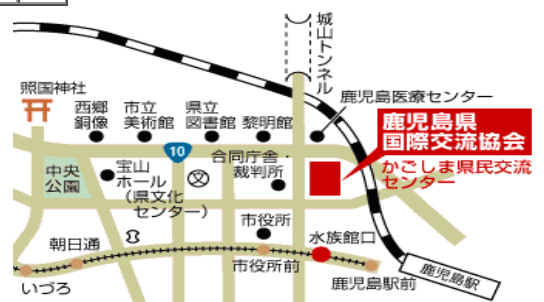 城山トンネル
照国神社
西郷
銅像
市立
美術館
県立
図書館
黎明館
鹿児島医療センター
鹿児島県
国際交流協会
かごしま県民交流
センター
10
合同庁舎・
裁判所
中央
公園
宝山
ホール
(県文化
センター)
文
市役所
水族館口
朝日通
市役所前
いづろ
鹿児島駅前
鹿児島駅